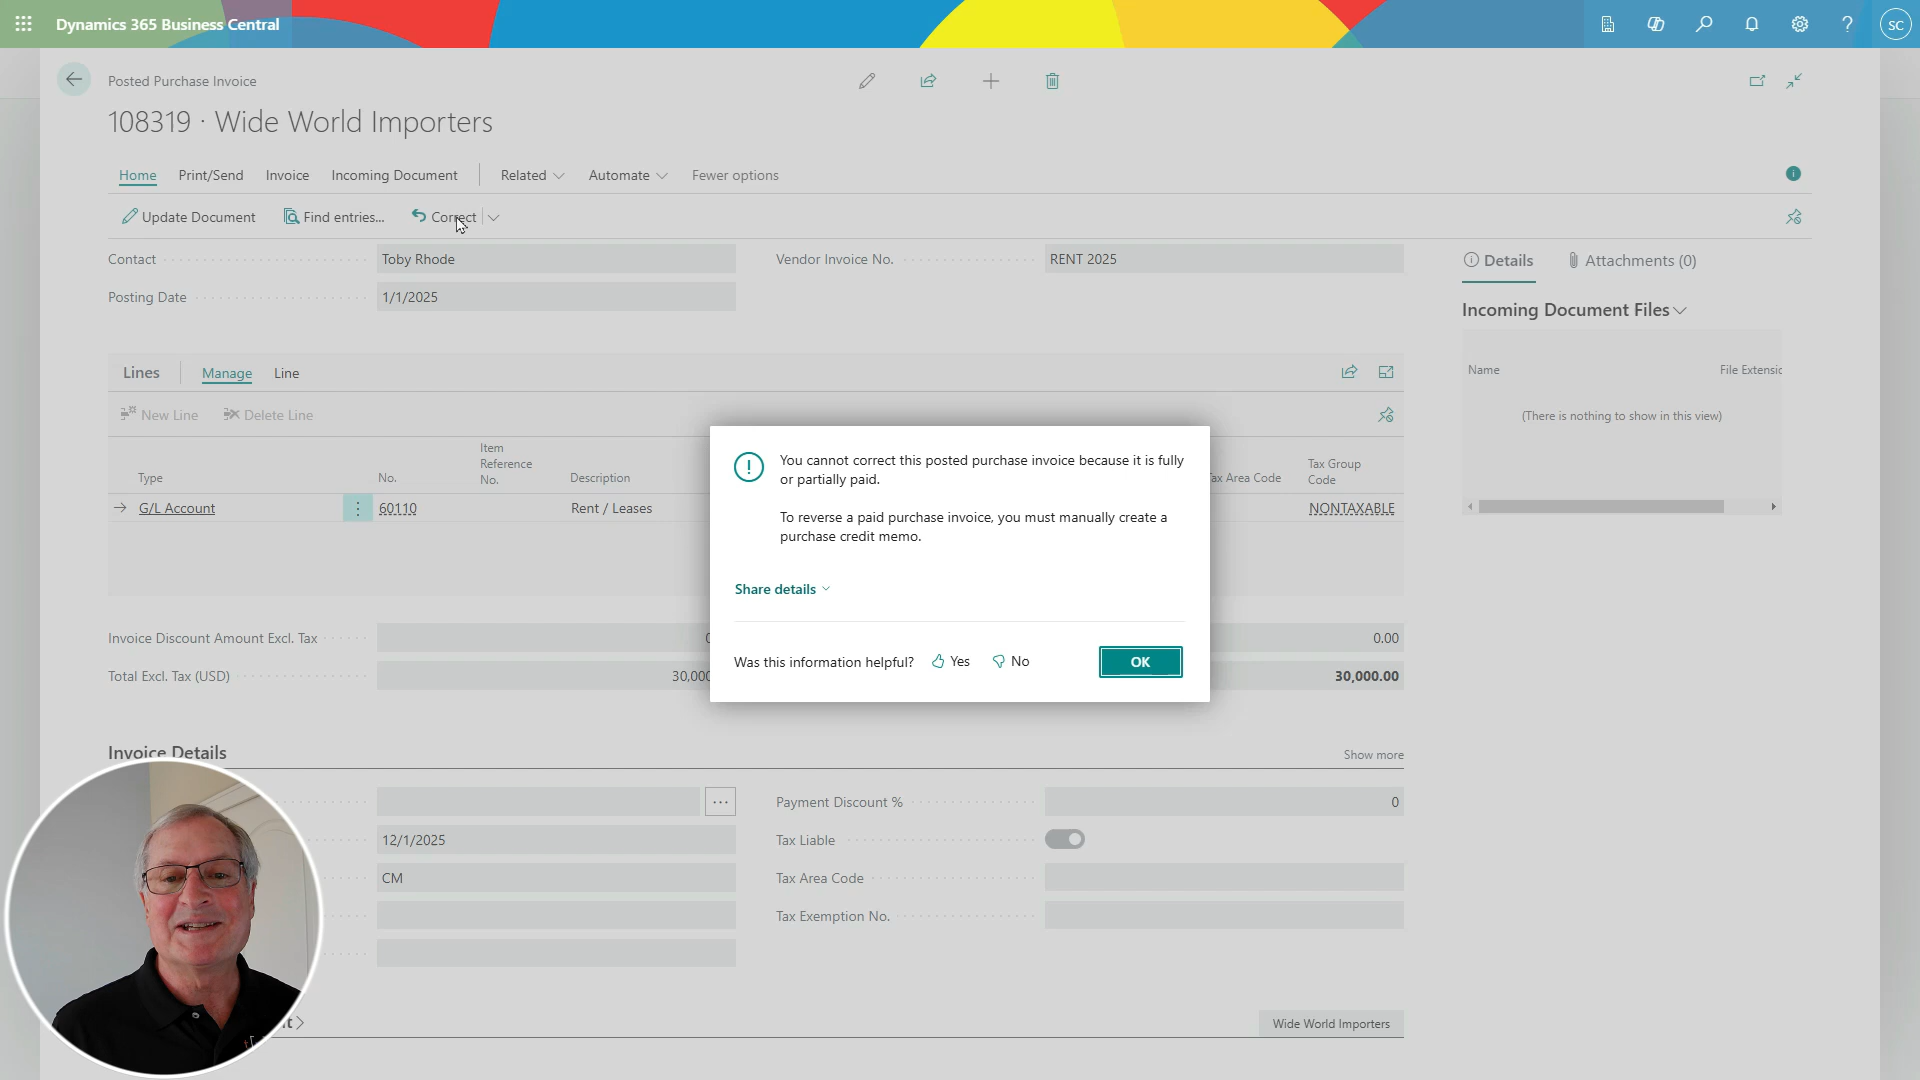 Dynamics 365 Business Central
SC
Posted Purchase Invoice
108319 · Wide World Importers
Home Print/Send Invoice Incoming Document Related Automate Fewer options
Update Document Find entries... Correct
Contact Toby Rhode Vendor Invoice No. RENT 2025
Posting Date 1/1/2025
Details Attachments (0)
Incoming Document Files
Name File Extensio
(There is nothing to show in this view)
Lines Manage Line
New Line Delete Line
Type No. Item Reference No. Description Tax Area Code Tax Group Code
G/L Account 60110 Rent / Leases NONTAXABLE
You cannot correct this posted purchase invoice because it is fully
or partially paid.
To reverse a paid purchase invoice, you must manually create a
purchase credit memo.
Share details
Was this information helpful? Yes No OK
Invoice Discount Amount Excl. Tax 0.00
Total Excl. Tax (USD) 30,000 30,000.00
Invoice Details Show more
Payment Discount % 0
12/1/2025 Tax Liable
CM Tax Area Code
Tax Exemption No.
Wide World Importers